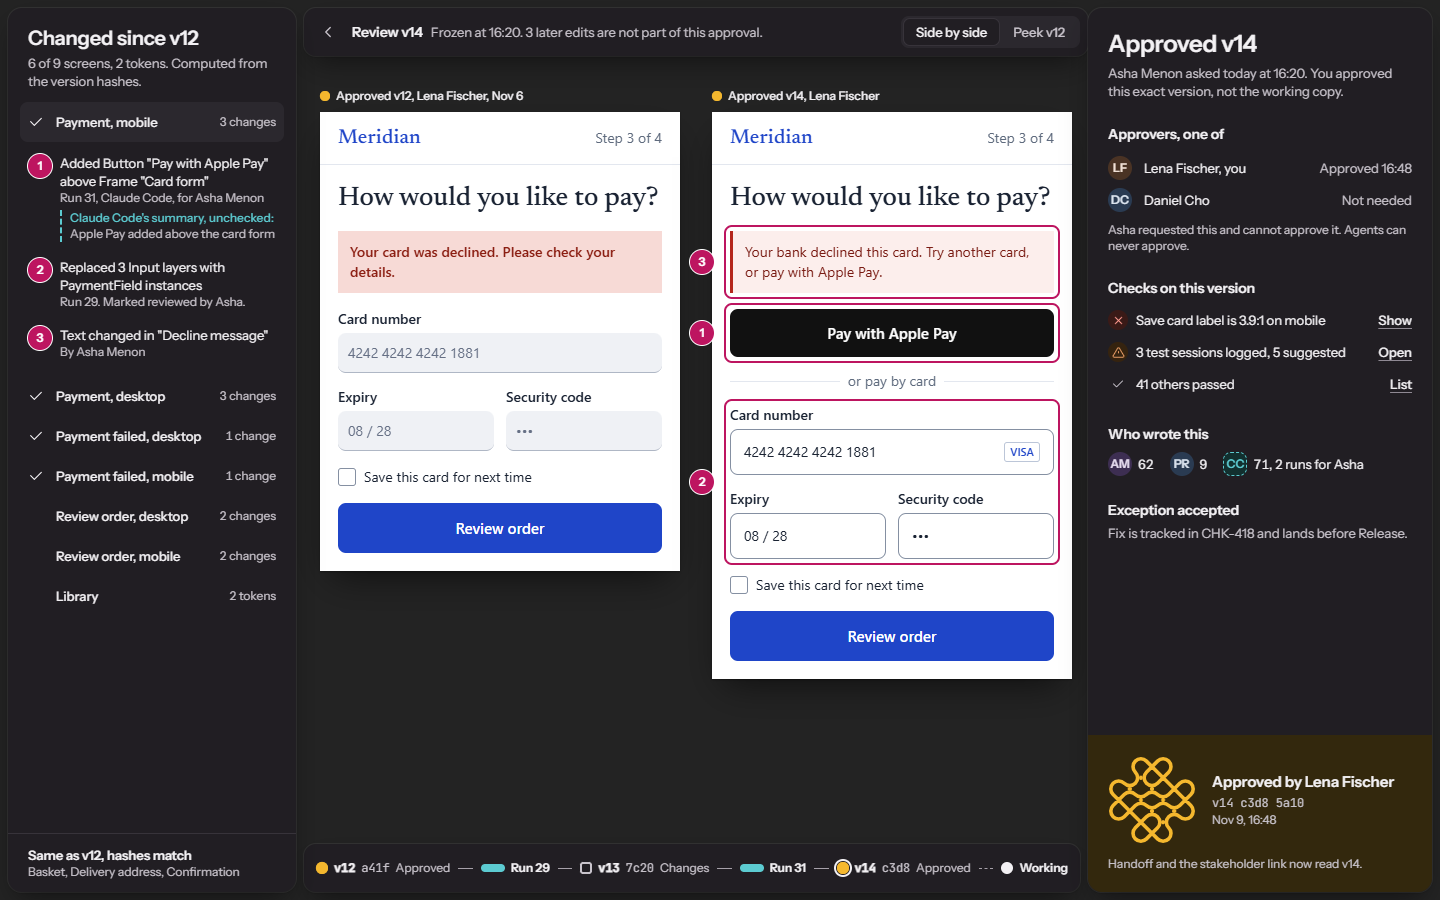 Changed since v12
6 of 9 screens, 2 tokens. Computed from
the version hashes.
Payment, mobile 3 changes
1
Added Button "Pay with Apple Pay"
above Frame "Card form"
Run 31, Claude Code, for Asha Menon
Claude Code's summary, unchecked:
Apple Pay added above the card form
2
Replaced 3 Input layers with
PaymentField instances
Run 29. Marked reviewed by Asha.
3
Text changed in "Decline message"
By Asha Menon
Payment, desktop 3 changes
Payment failed, desktop 1 change
Payment failed, mobile 1 change
Review order, desktop 2 changes
Review order, mobile 2 changes
Library 2 tokens
Same as v12, hashes match
Basket, Delivery address, Confirmation
Review v14 Frozen at 16:20. 3 later edits are not part of this approval.
Side by side Peek v12
Approved v12, Lena Fischer, Nov 6
Meridian Step 3 of 4
How would you like to pay?
Your card was declined. Please check your
details.
Card number
4242 4242 4242 1881
Expiry Security code
08 / 28 •••
Save this card for next time
Review order
Approved v14, Lena Fischer
Meridian Step 3 of 4
How would you like to pay?
3
Your bank declined this card. Try another card,
or pay with Apple Pay.
1
Pay with Apple Pay
or pay by card
2
Card number
4242 4242 4242 1881 VISA
Expiry Security code
08 / 28 •••
Save this card for next time
Review order
v12 a41f Approved Run 29 v13 7c20 Changes Run 31 v14 c3d8 Approved Working
Approved v14
Asha Menon asked today at 16:20. You approved
this exact version, not the working copy.
Approvers, one of
LF Lena Fischer, you Approved 16:48
DC Daniel Cho Not needed
Asha requested this and cannot approve it. Agents can
never approve.
Checks on this version
Save card label is 3.9:1 on mobile Show
3 test sessions logged, 5 suggested Open
41 others passed List
Who wrote this
AM 62 PR 9 CC 71, 2 runs for Asha
Exception accepted
Fix is tracked in CHK-418 and lands before Release.
Approved by Lena Fischer
v14 c3d8 5a10
Nov 9, 16:48
Handoff and the stakeholder link now read v14.